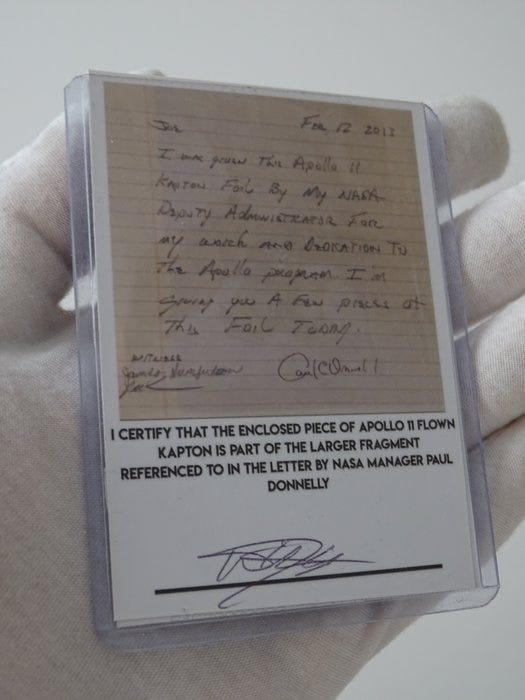 Joe Feb 12 2013
I was given this Apollo 11
Kapton Foil By My NASA
Deputy Administrator For
my work and Dedication To
The Apollo program. I'm
giving you A Few pieces of
This Foil Today.
WITNESS
James
I CERTIFY THAT THE ENCLOSED PIECE OF APOLLO 11 FLOWN
KAPTON IS PART OF THE LARGER FRAGMENT
REFERENCED TO IN THE LETTER BY NASA MANAGER PAUL
DONNELLY